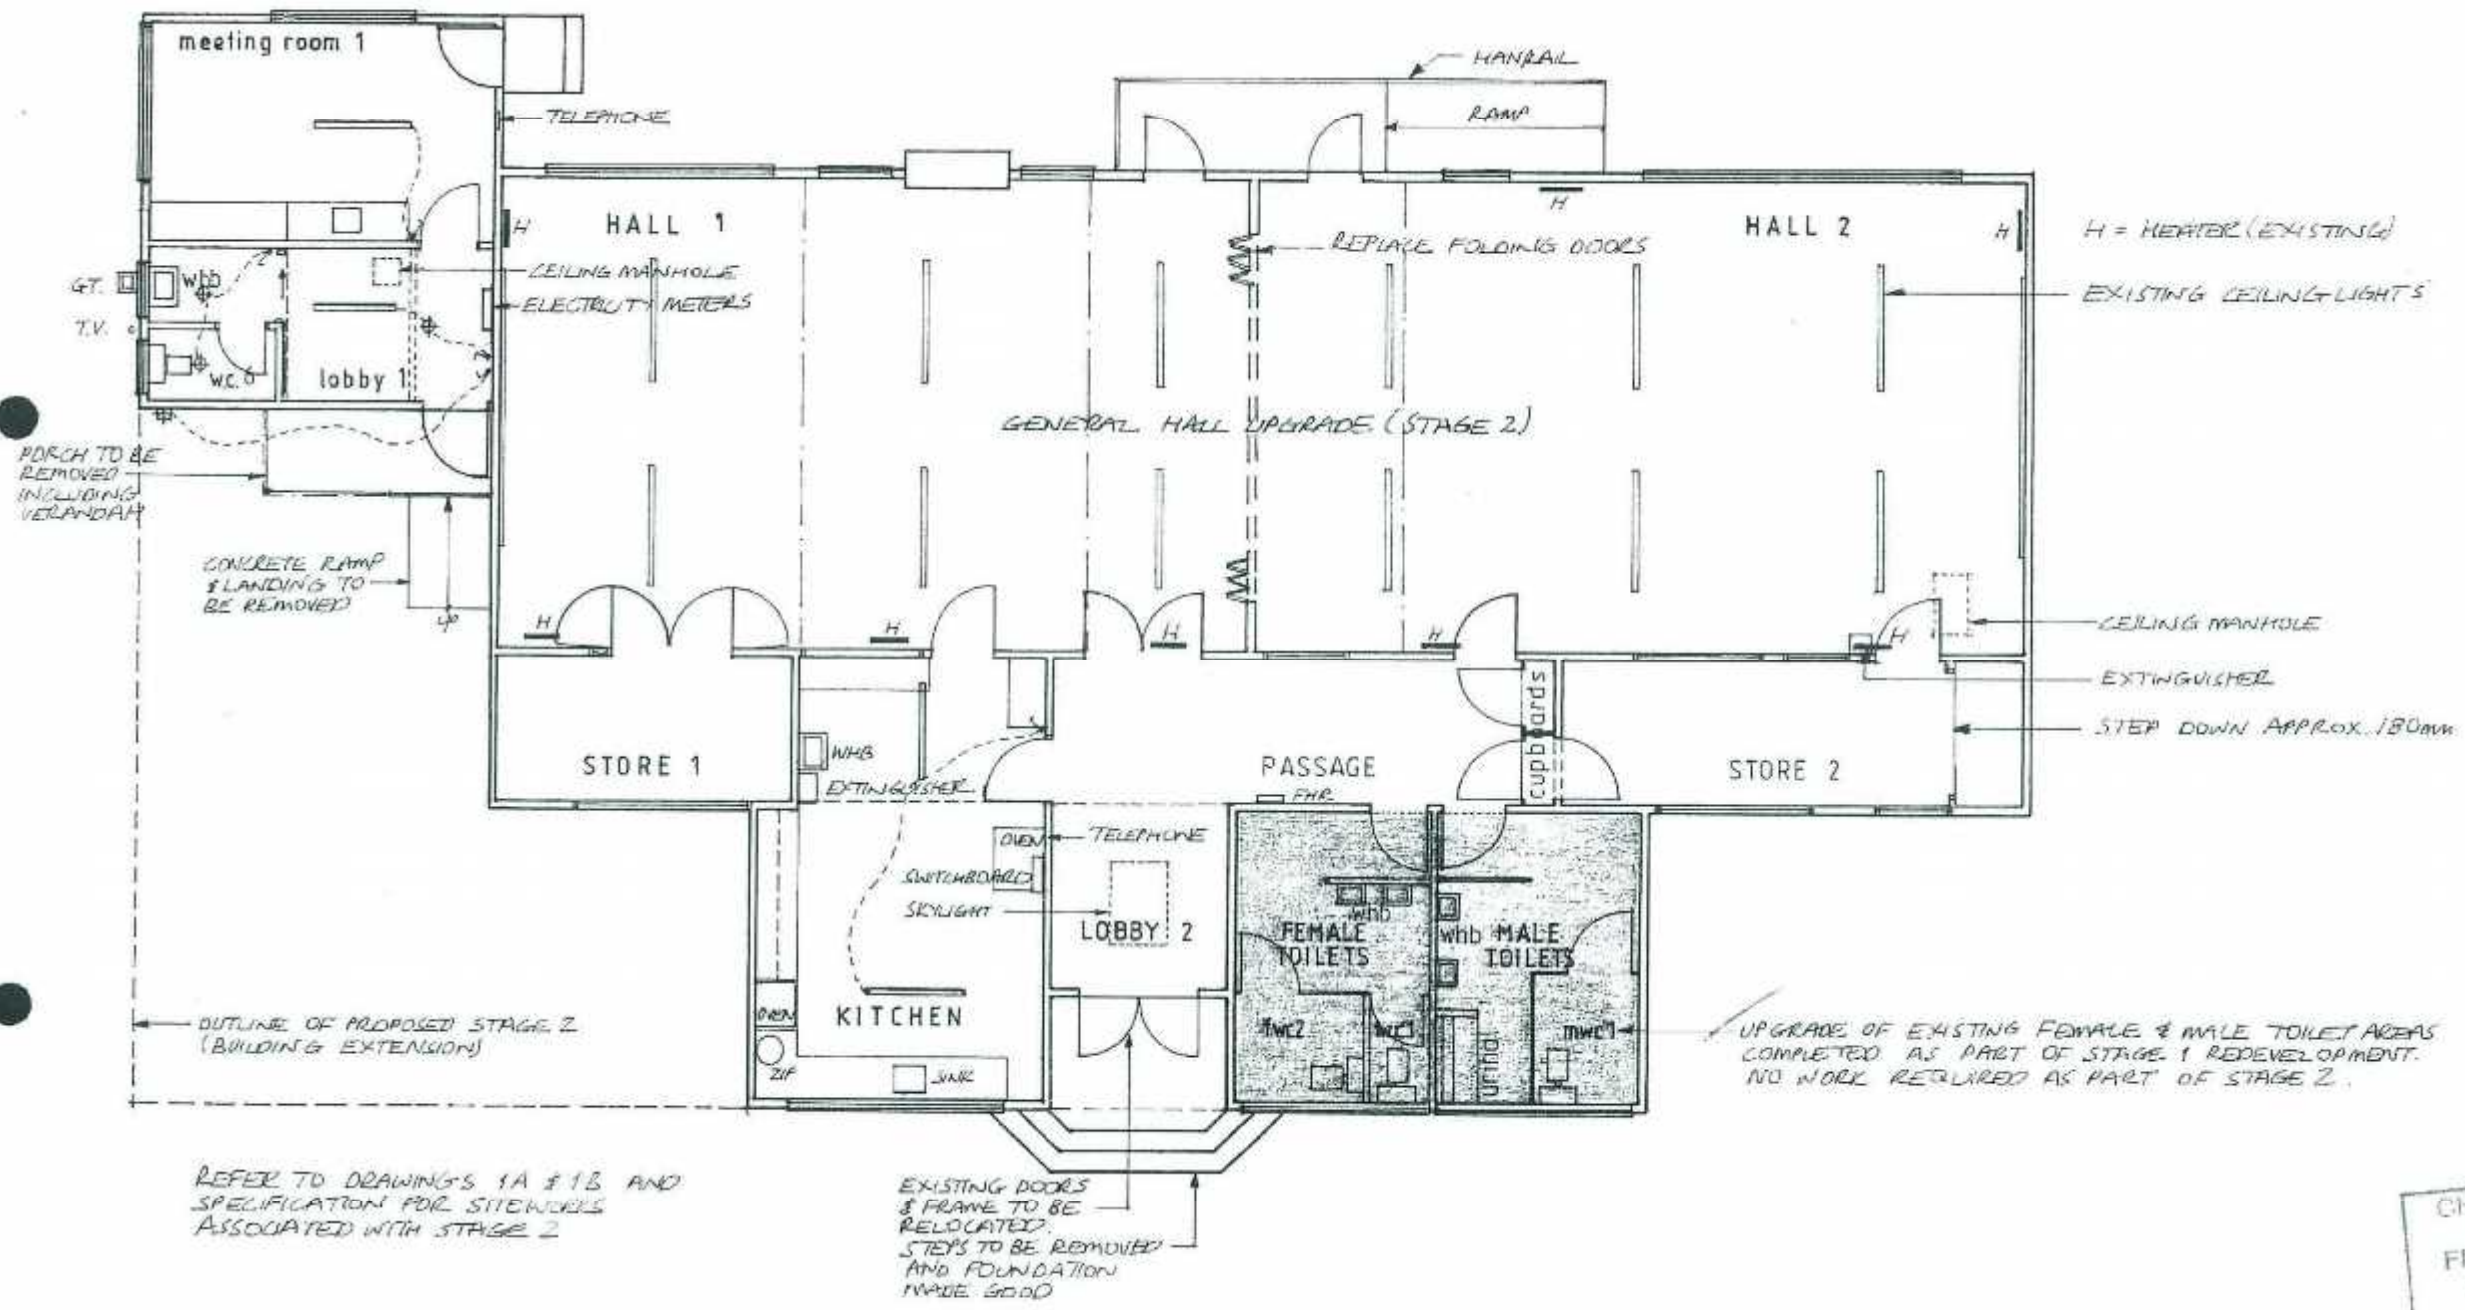 meeting room 1
HANRAIL
TELEPHONE
RAMP
HALL 1
HALL 2
H
H
H
H = HEATER (EXISTING)
REPLACE FOLDING DOORS
CEILING MANHOLE
ELECTRICITY METERS
EXISTING CEILING LIGHTS
GT.
whb
T.V.
w.c.
lobby 1
GENERAL HALL UPGRADE (STAGE 2)
PORCH TO BE
REMOVED
INCLUDING
VERANDAH
CONCRETE RAMP
& LANDING TO
BE REMOVED
UP
H
H
H
H
H
CEILING MANHOLE
EXTINGUISHER
STEP DOWN APPROX. 180mm
STORE 1
WHB
EXTINGUISHER
PASSAGE
FHR
cupboards
cupboards
STORE 2
OVEN
TELEPHONE
SWITCHBOARD
SKYLIGHT
LOBBY 2
whb
FEMALE
TOILETS
whb
MALE
TOILETS
OVEN
KITCHEN
ZIP
SINK
fwc2
fwc1
urinal
mwc1
OUTLINE OF PROPOSED STAGE 2
(BUILDING EXTENSION)
UPGRADE OF EXISTING FEMALE & MALE TOILET AREAS
COMPLETED AS PART OF STAGE 1 REDEVELOPMENT.
NO WORK REQUIRED AS PART OF STAGE 2.
REFER TO DRAWINGS 1A & 1B AND
SPECIFICATION FOR SITEWORKS
ASSOCIATED WITH STAGE 2
EXISTING DOORS
& FRAME TO BE
RELOCATED.
STEPS TO BE REMOVED
AND FOUNDATION
MADE GOOD